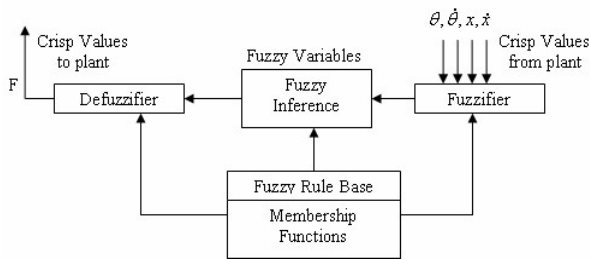 θ, θ̇, x, ẋ
Crisp Values
to plant
Crisp Values
from plant
Fuzzy Variables
F
Defuzzifier
Fuzzy
Inference
Fuzzifier
Fuzzy Rule Base
Membership
Functions